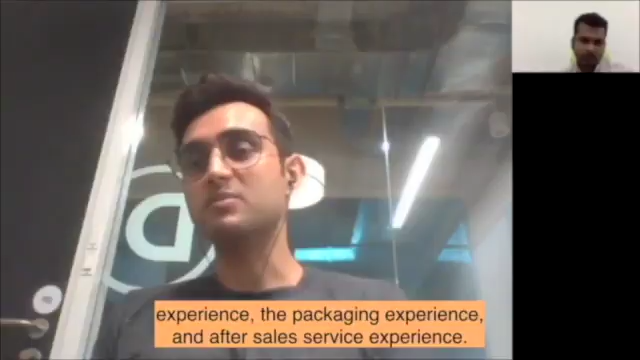 experience, the packaging experience,
and after sales service experience.